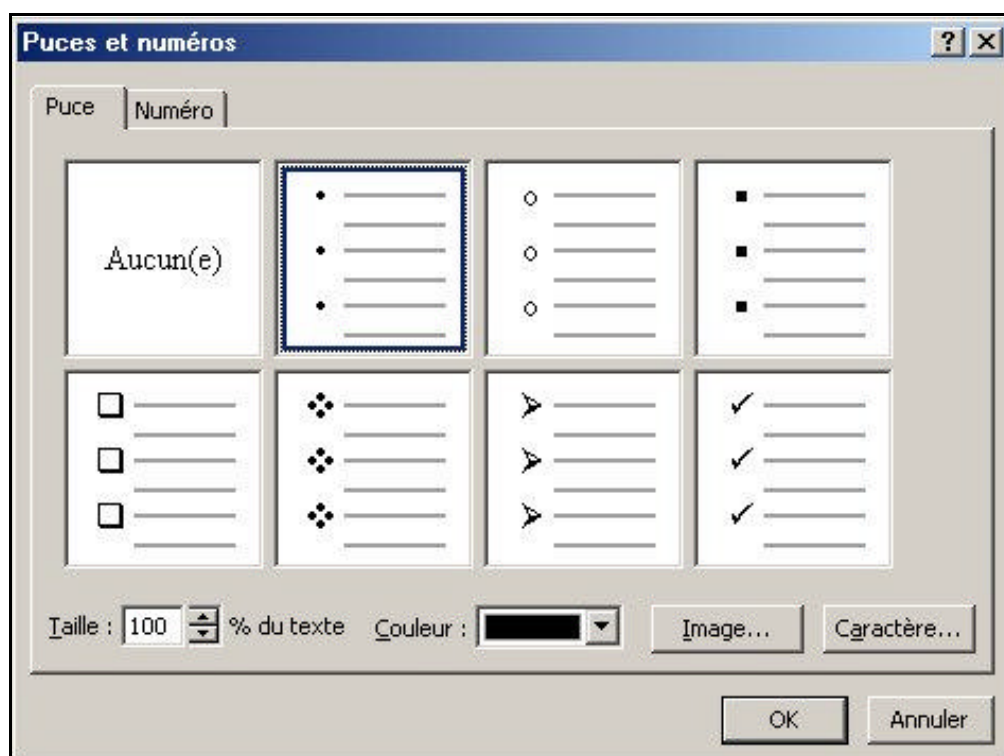 Puces et numéros
Puce Numéro
Aucun(e)
Taille : 100 % du texte Couleur : Image... Caractère...
OK Annuler